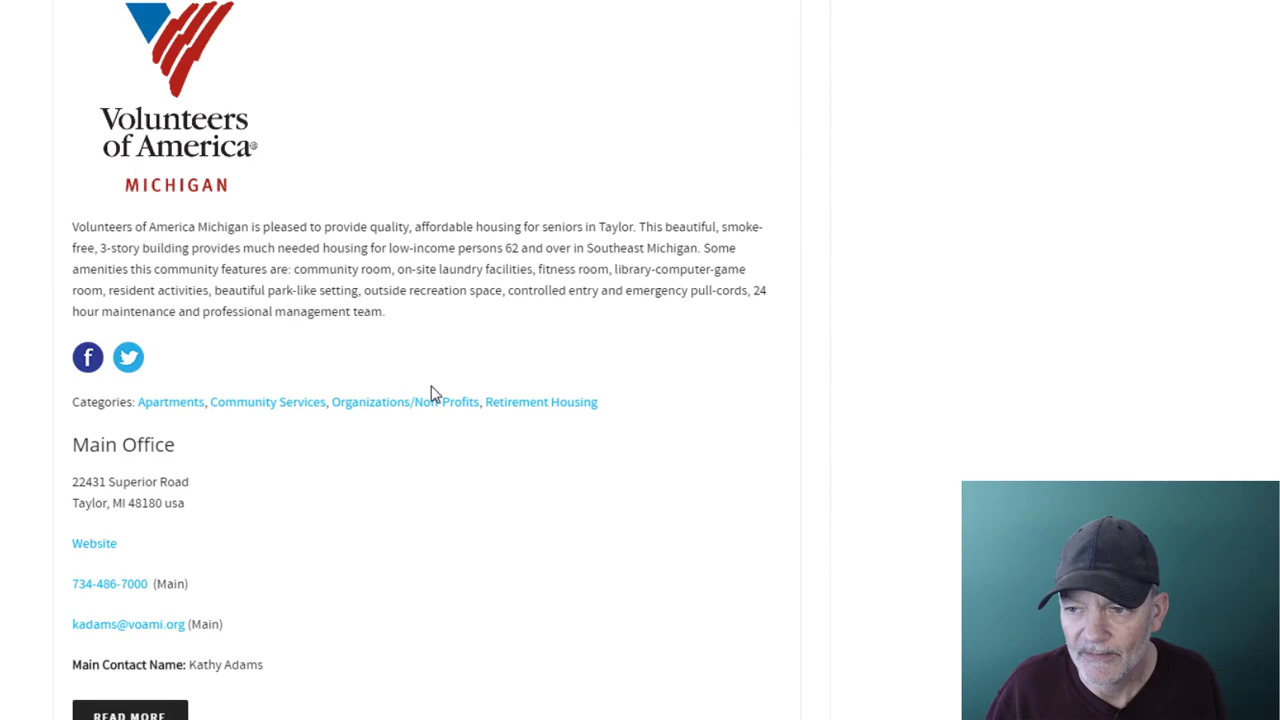 Volunteers
of America®
MICHIGAN
Volunteers of America Michigan is pleased to provide quality, affordable housing for seniors in Taylor. This beautiful, smoke-
free, 3-story building provides much needed housing for low-income persons 62 and over in Southeast Michigan. Some
amenities this community features are: community room, on-site laundry facilities, fitness room, library-computer-game
room, resident activities, beautiful park-like setting, outside recreation space, controlled entry and emergency pull-cords, 24
hour maintenance and professional management team.
f
Categories: Apartments, Community Services, Organizations/Non-Profits, Retirement Housing
Main Office
22431 Superior Road
Taylor, MI 48180 usa
Website
734-486-7000 (Main)
kadams@voami.org (Main)
Main Contact Name: Kathy Adams
READ MORE